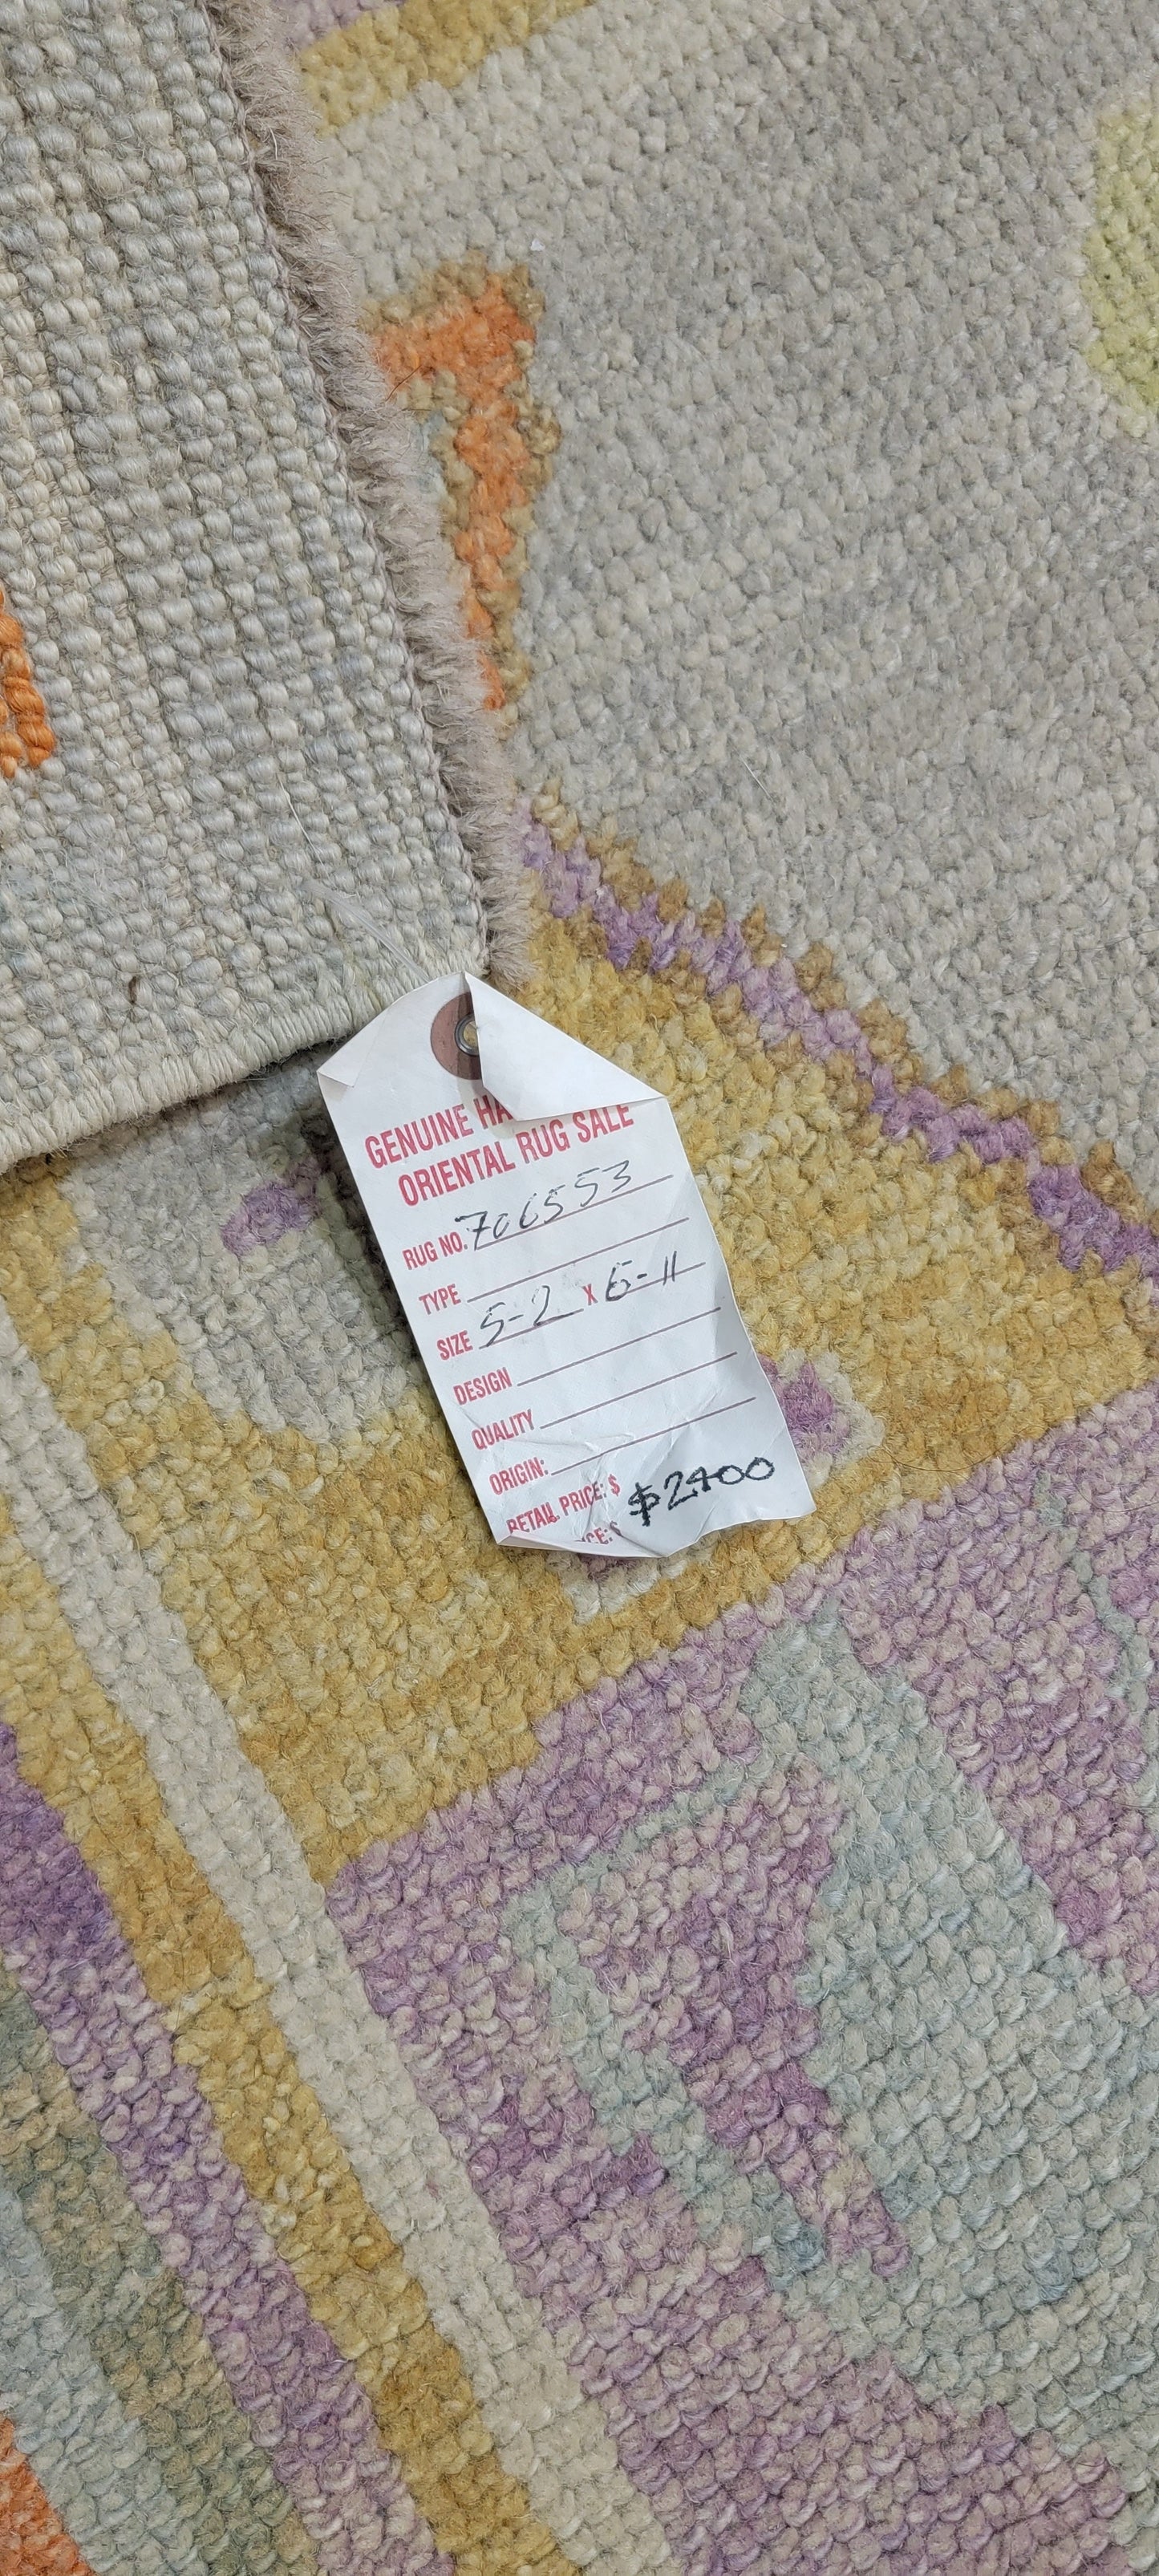 GENUINE HA
ORIENTAL RUG SALE
RUG NO. 706553
TYPE
SIZE 5-2 X 6-11
DESIGN
QUALITY
ORIGIN:
RETAIL PRICE: $ $2400
CE: $